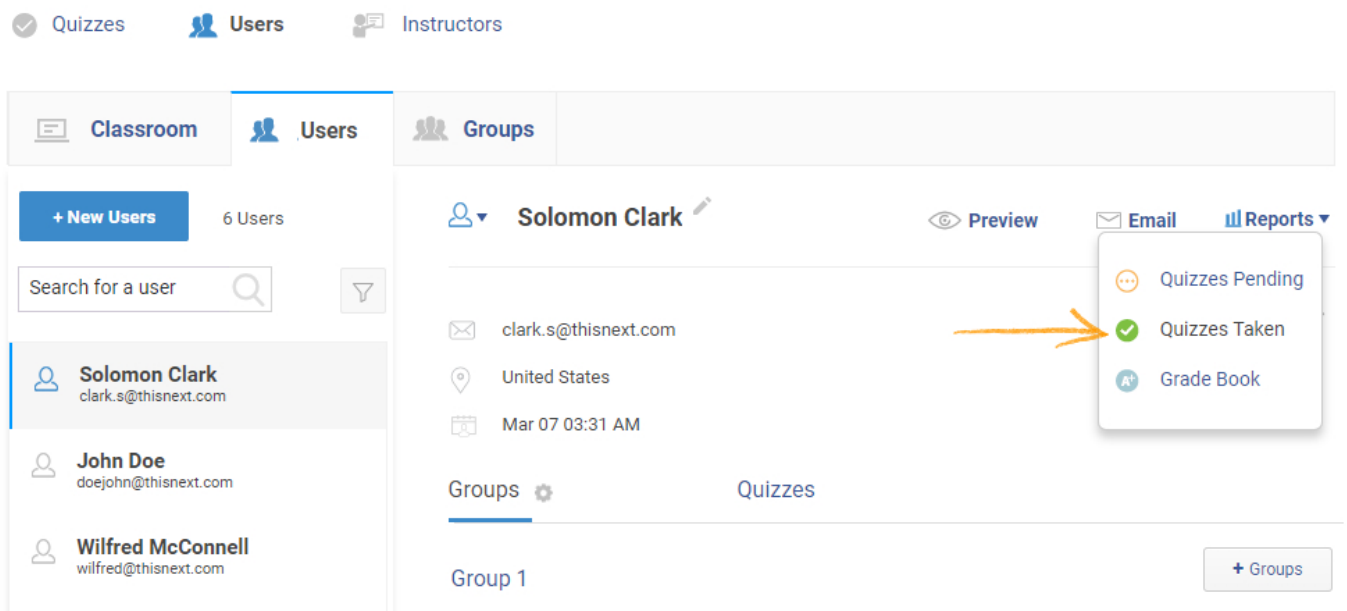 Quizzes Users Instructors
Classroom Users Groups
+ New Users 6 Users
Search for a user
Solomon Clark
clark.s@thisnext.com
John Doe
doejohn@thisnext.com
Wilfred McConnell
wilfred@thisnext.com
Solomon Clark
Preview Email Reports
Quizzes Pending
Quizzes Taken
A+ Grade Book
clark.s@thisnext.com
United States
Mar 07 03:31 AM
Groups Quizzes
Group 1
+ Groups